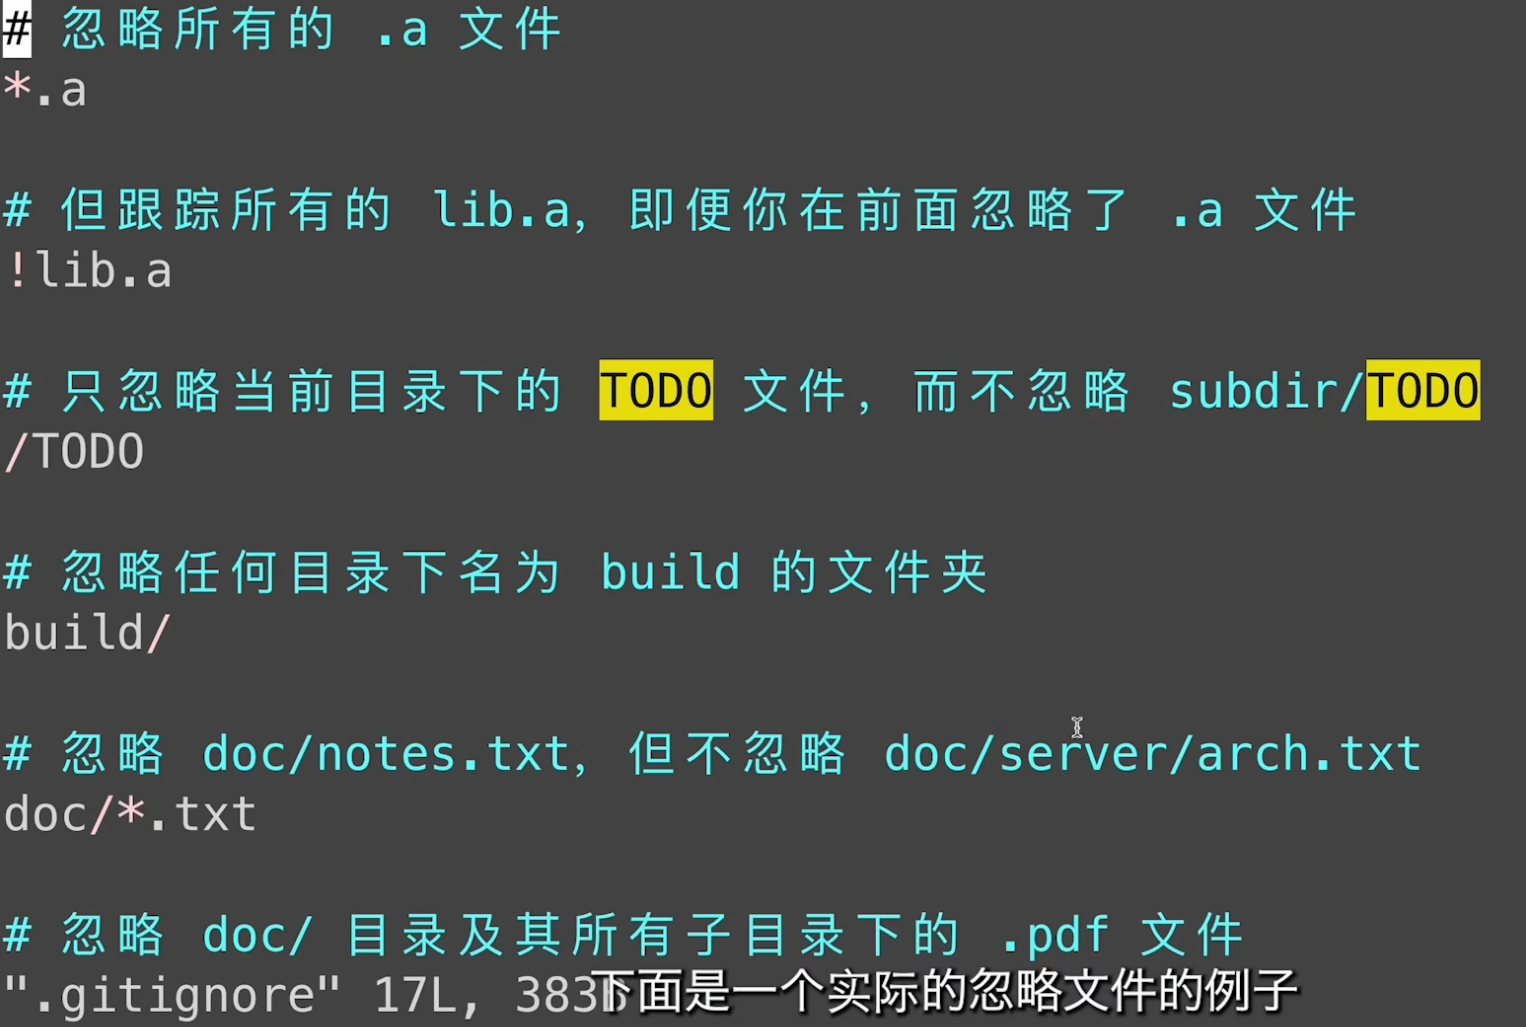 # 忽略所有的 .a 文件
*.a
# 但跟踪所有的 lib.a, 即便你在前面忽略了 .a 文件
!lib.a
# 只忽略当前目录下的 TODO 文件, 而不忽略 subdir/TODO
/TODO
# 忽略任何目录下名为 build 的文件夹
build/
# 忽略 doc/notes.txt, 但不忽略 doc/server/arch.txt
doc/*.txt
# 忽略 doc/ 目录及其所有子目录下的 .pdf 文件
".gitignore" 17L, 383B
下面是一个实际的忽略文件的例子